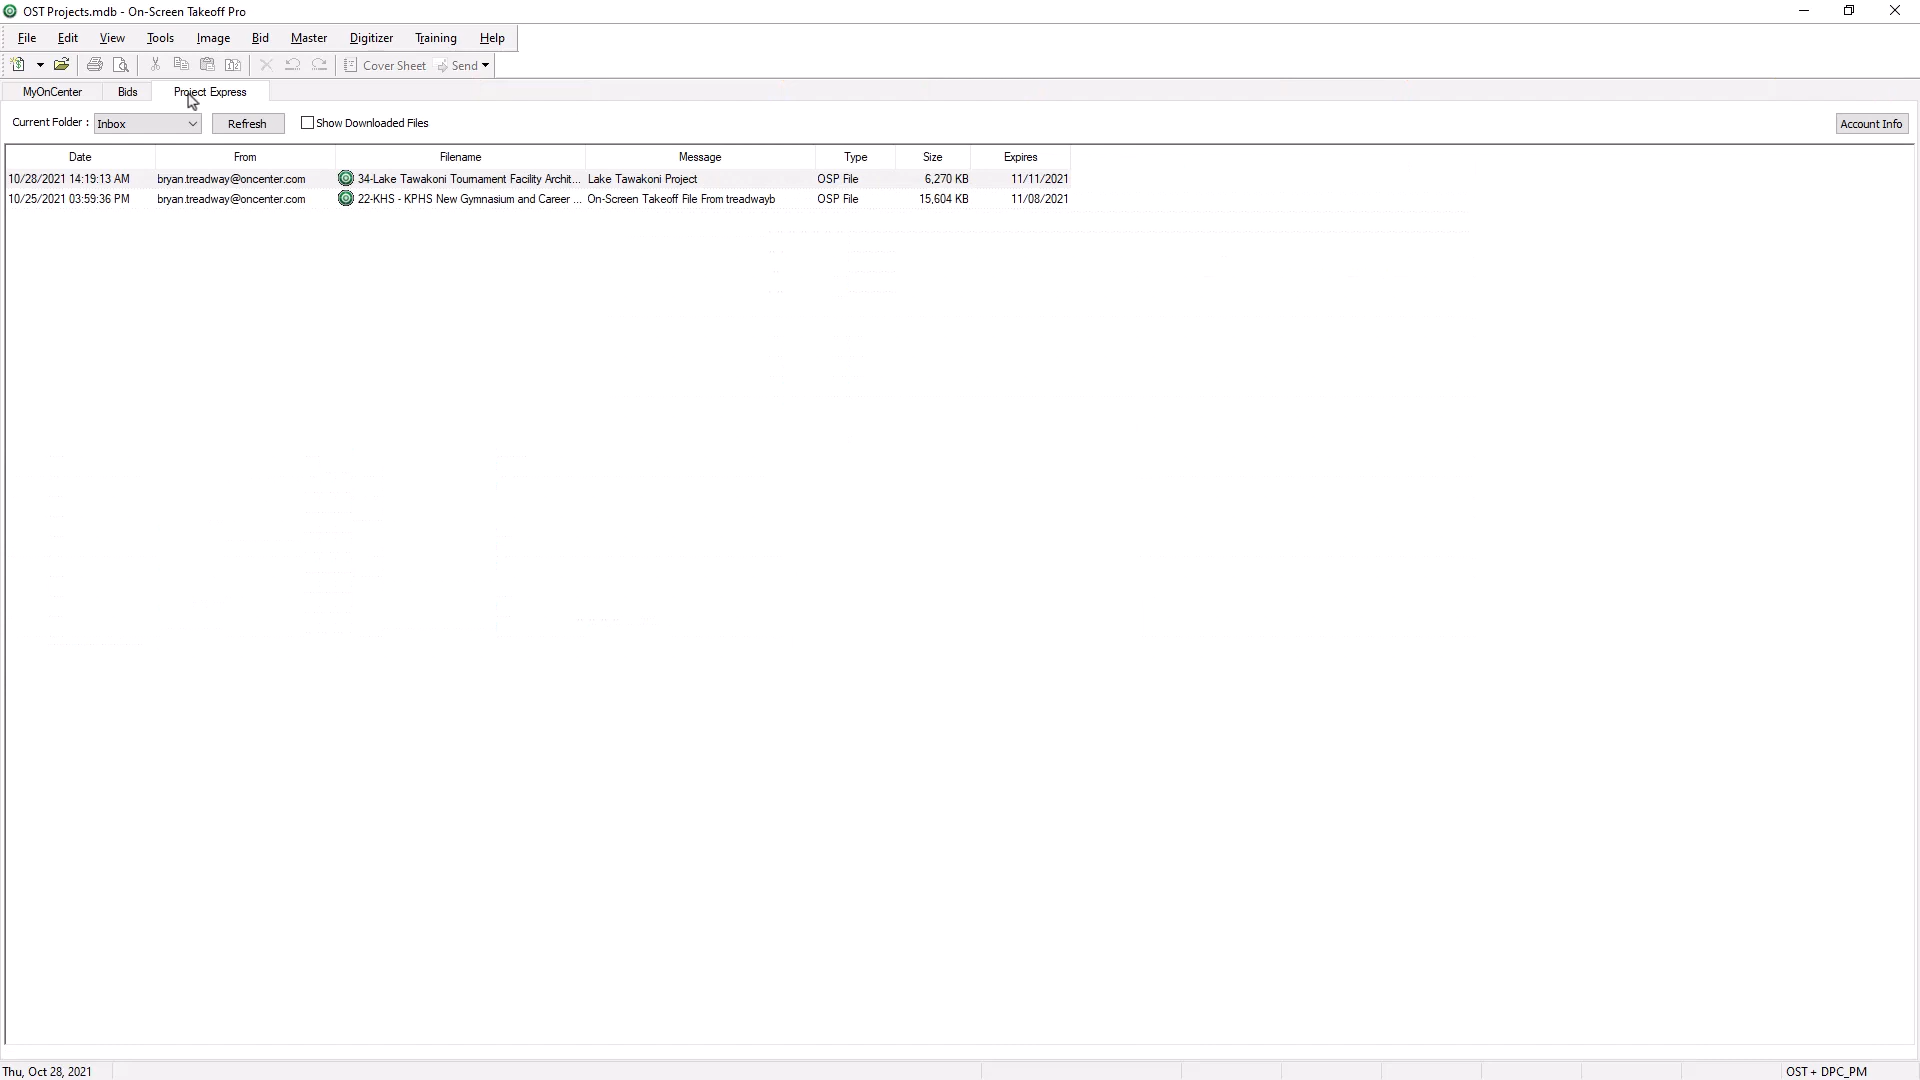 OST Projects.mdb - On-Screen Takeoff Pro
File Edit View Tools Image Bid Master Digitizer Training Help
Cover Sheet Send
MyOnCenter Bids Project Express
Current Folder : Inbox Refresh Show Downloaded Files Account Info
Date From Filename Message Type Size Expires
10/28/2021 14:19:13 AM bryan.treadway@oncenter.com 34-Lake Tawakoni Tournament Facility Archit... Lake Tawakoni Project OSP File 6,270 KB 11/11/2021
10/25/2021 03:59:36 PM bryan.treadway@oncenter.com 22-KHS - KPHS New Gymnasium and Career ... On-Screen Takeoff File From treadwayb OSP File 15,604 KB 11/08/2021
Thu, Oct 28, 2021 OST + DPC_PM